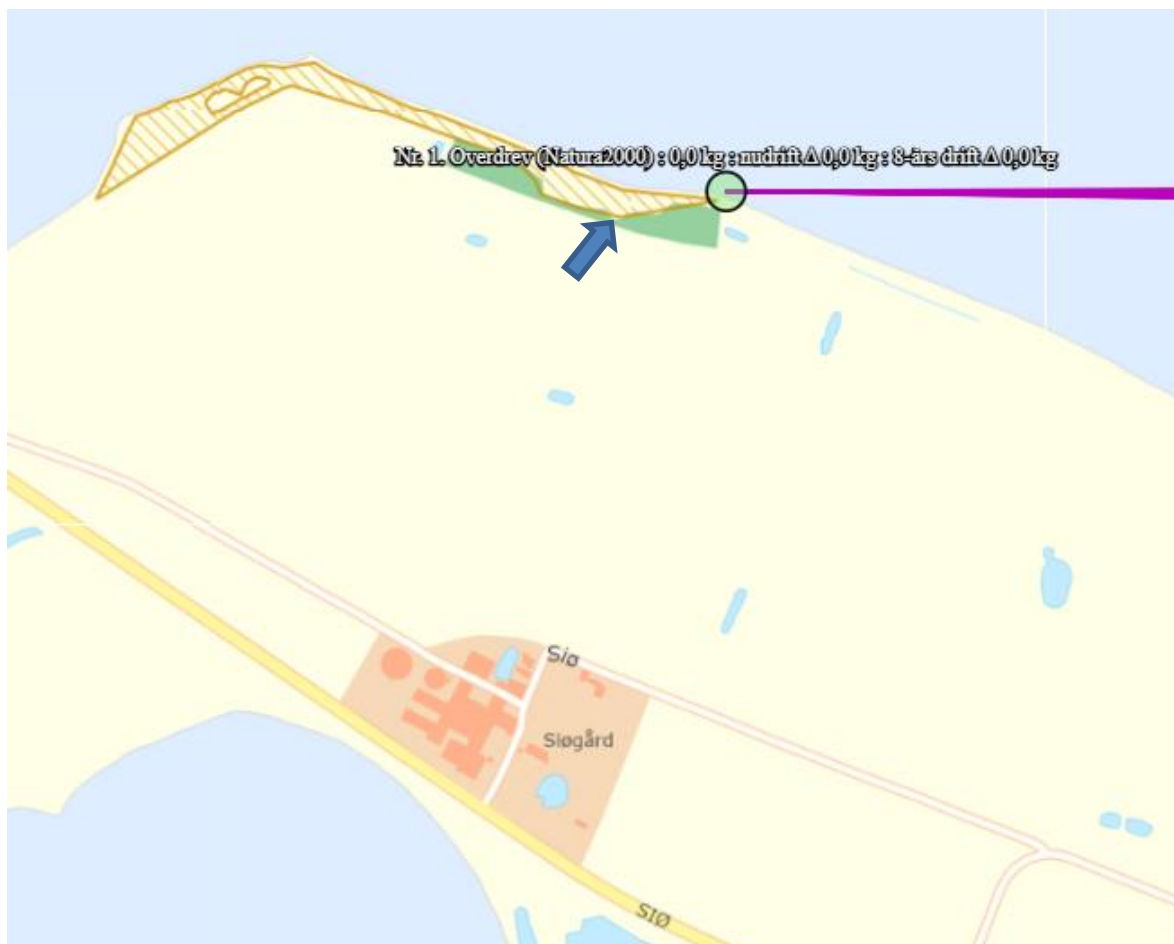 Nr. 1. Overdrev (Natura2000) : 0,0 kg : nudrift Δ 0,0 kg : 8-års drift Δ 0,0 kg
Siø
Siøgård
SIØ